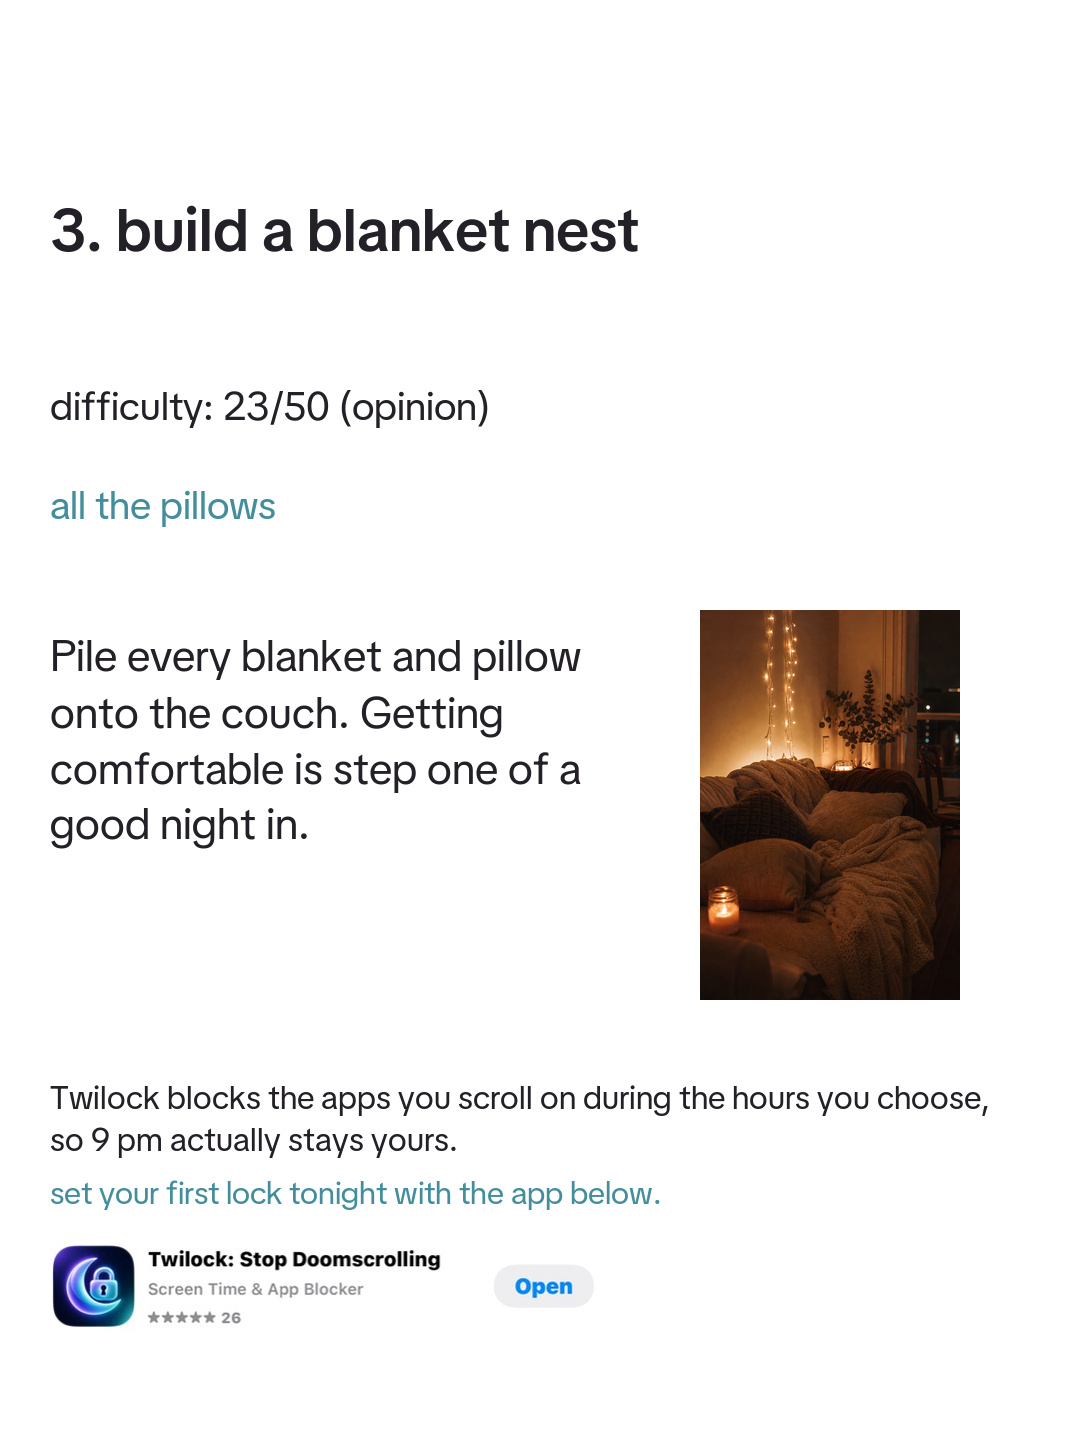 3. build a blanket nest
difficulty: 23/50 (opinion)
all the pillows
Pile every blanket and pillow
onto the couch. Getting
comfortable is step one of a
good night in.
Twilock blocks the apps you scroll on during the hours you choose,
so 9 pm actually stays yours.
set your first lock tonight with the app below.
Twilock: Stop Doomscrolling
Screen Time & App Blocker
★★★★★ 26
Open